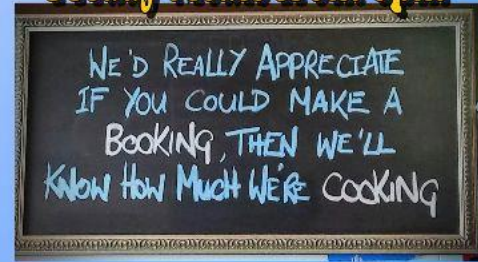 WE'D REALLY APPRECIATE
IF YOU COULD MAKE A
BOOKING, THEN WE'LL
KNOW HOW MUCH WE'RE COOKING